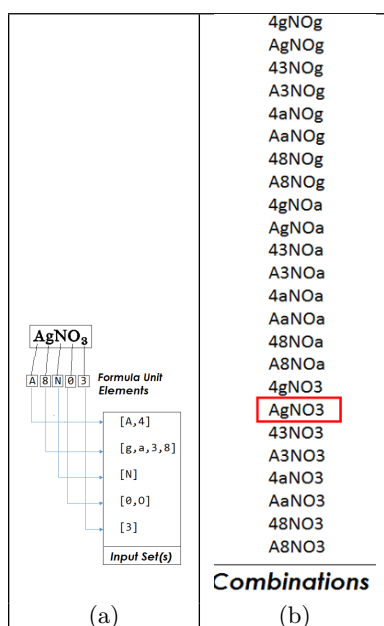 AgNO₃
A 8 N 0 3
Formula Unit
Elements
[A,4]
[g,a,3,8]
[N]
[0,O]
[3]
Input Set(s)
(a)
4gNOg
AgNOg
43NOg
A3NOg
4aNOg
AaNOg
48NOg
A8NOg
4gNOa
AgNOa
43NOa
A3NOa
4aNOa
AaNOa
48NOa
A8NOa
4gNO3
AgNO3
43NO3
A3NO3
4aNO3
AaNO3
48NO3
A8NO3
Combinations
(b)